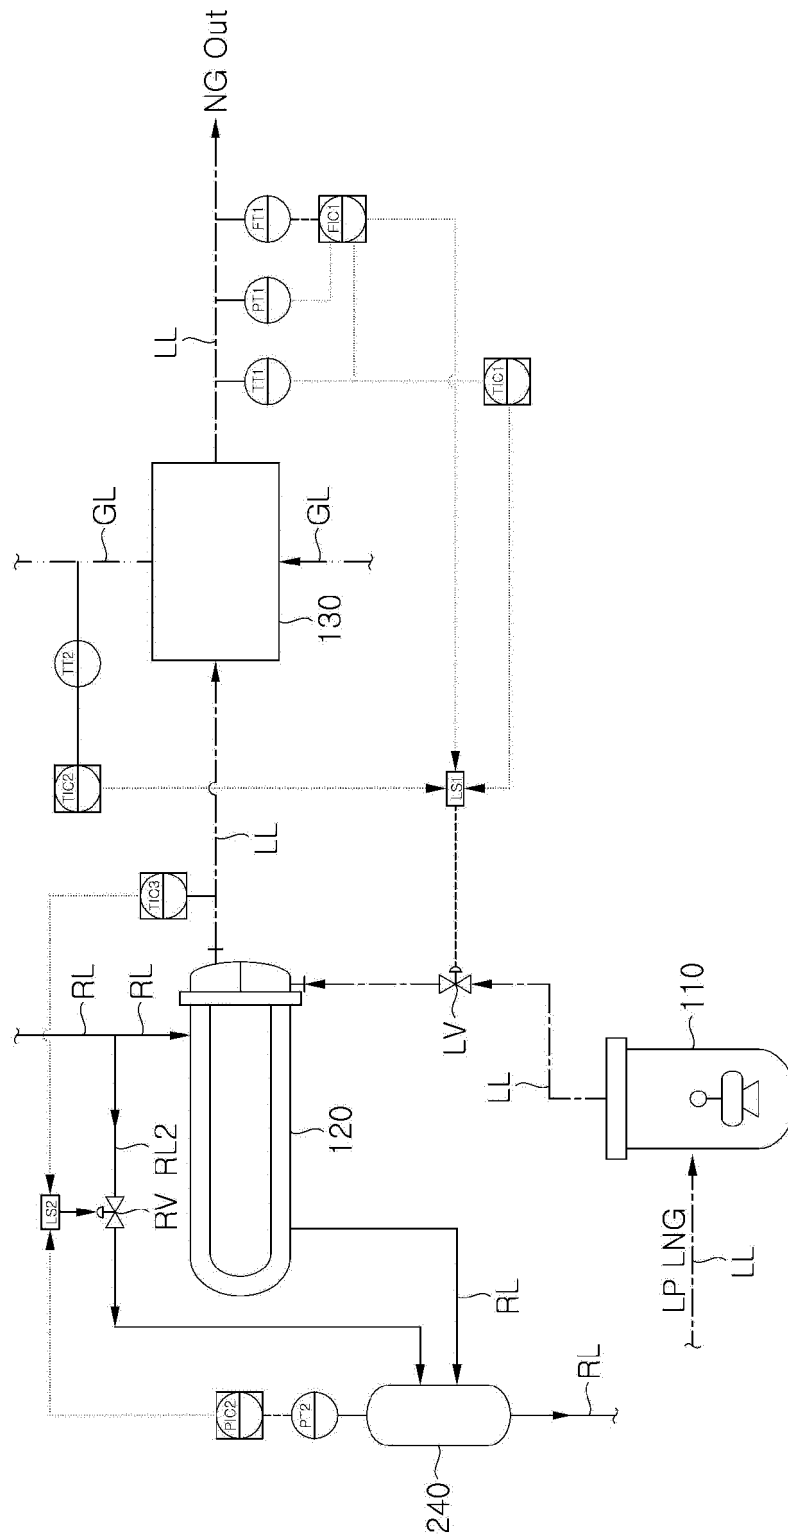 LS2
TIC2
TT2
RL
GL
RL
TIC3
RV
RL2
LL
NG Out
PIC2
TT1
PT1
FT1
LL
PT2
GL
130
FIC1
120
240
LS1
LV
RL
TIC1
LL
RL
LP LNG
110
LL